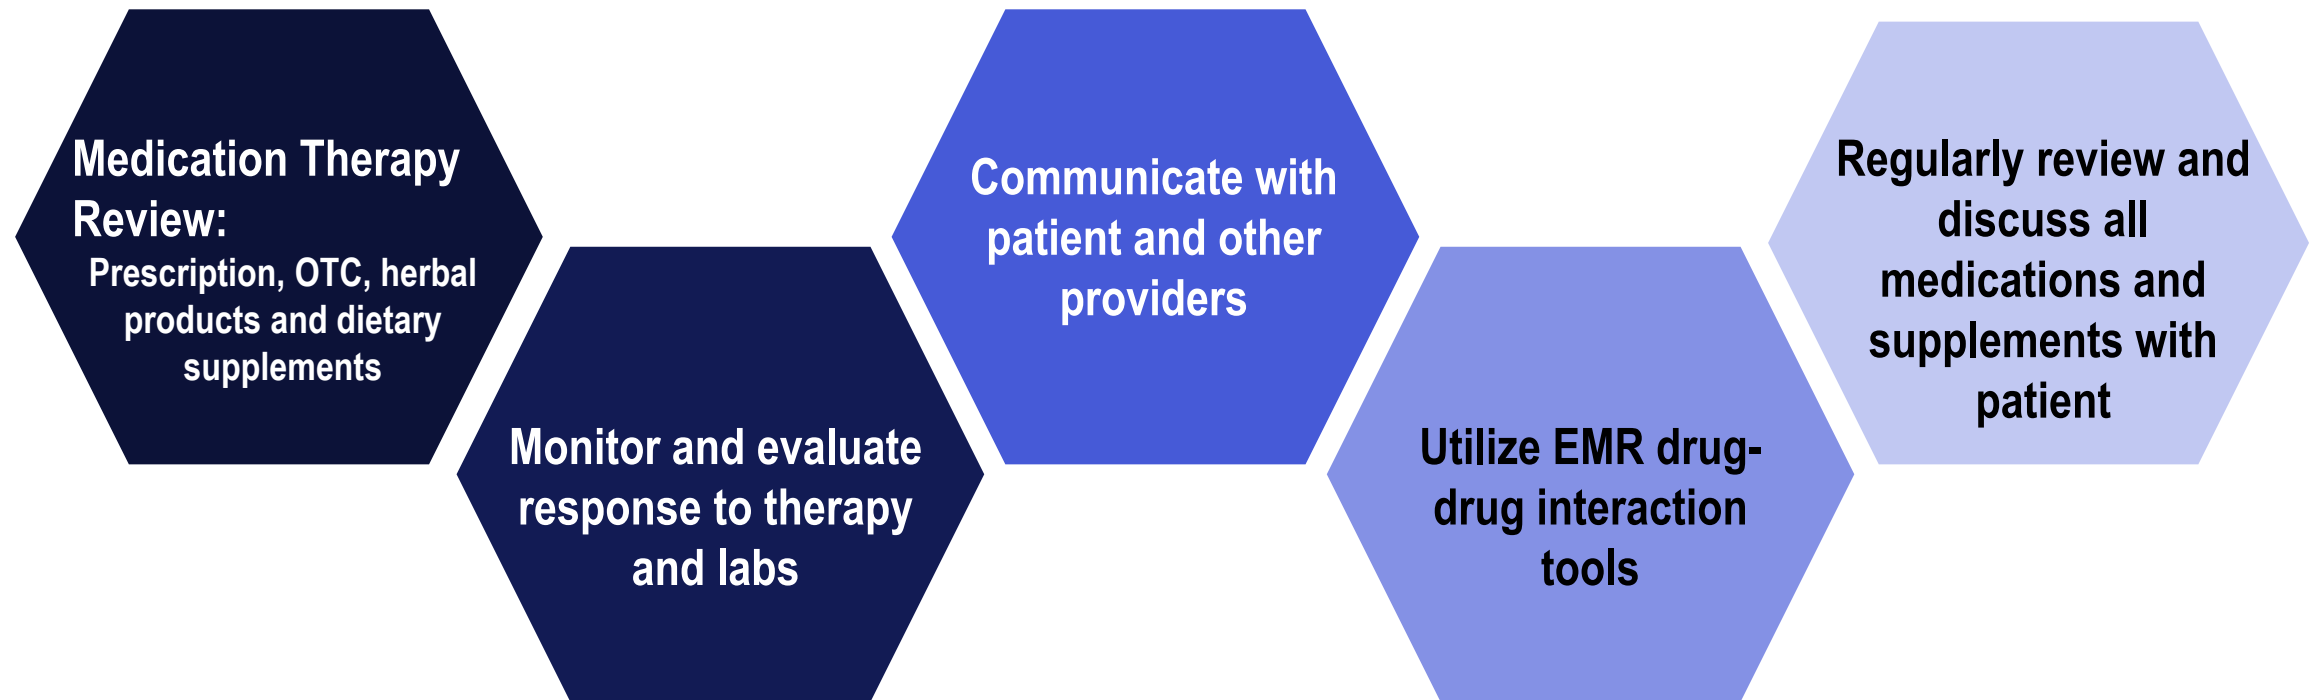 Medication Therapy
Review:
Prescription, OTC, herbal
products and dietary
supplements
Monitor and evaluate
response to therapy
and labs
Communicate with
patient and other
providers
Utilize EMR drug-
drug interaction
tools
Regularly review and
discuss all
medications and
supplements with
patient